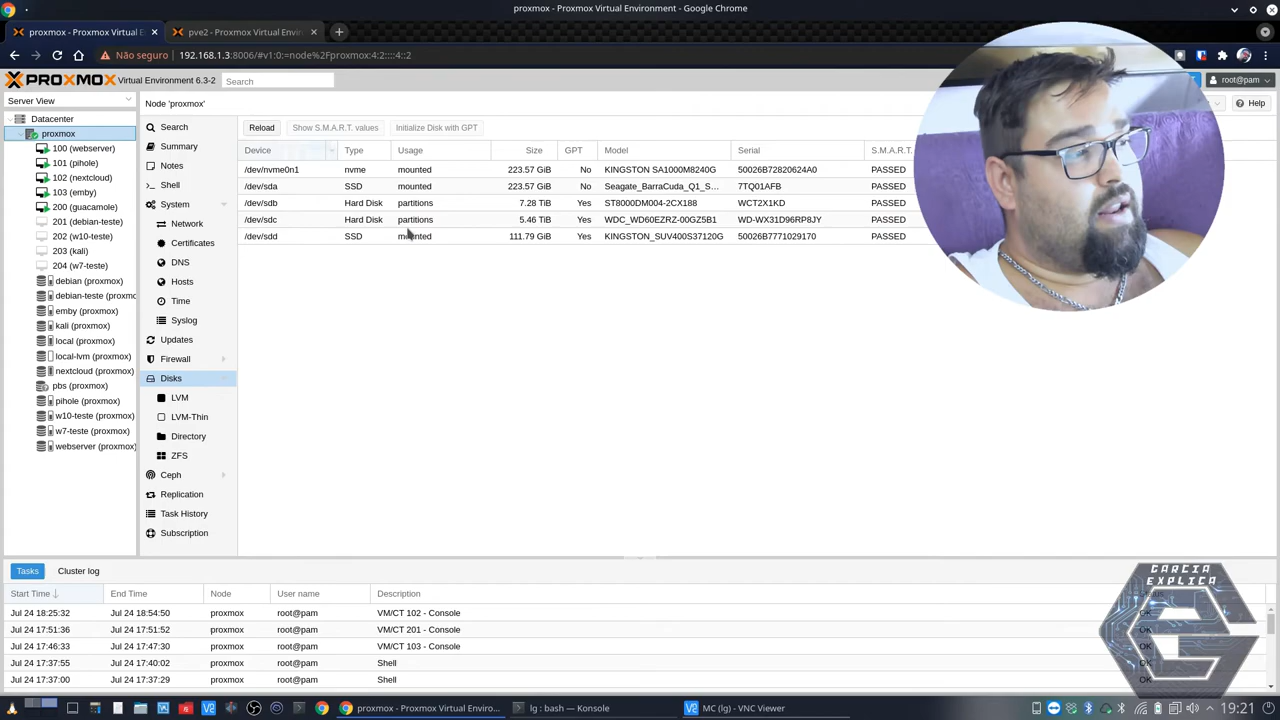 proxmox - Proxmox Virtual Environment - Google Chrome
proxmox - Proxmox Virtual E
pve2 - Proxmox Virtual Envi
Não seguro
192.168.1.3:8006/#v1:0:=node%2Fproxmox:4:2::::4::2
PROXMOX Virtual Environment 6.3-2
Search
root@pam
Server View
Node 'proxmox'
Help
Datacenter
proxmox
100 (webserver)
101 (pihole)
102 (nextcloud)
103 (emby)
200 (guacamole)
201 (debian-teste)
202 (w10-teste)
203 (kali)
204 (w7-teste)
debian (proxmox)
debian-teste (proxmo
emby (proxmox)
kali (proxmox)
local (proxmox)
local-lvm (proxmox)
nextcloud (proxmox)
pbs (proxmox)
pihole (proxmox)
w10-teste (proxmox)
w7-teste (proxmox)
webserver (proxmox)
Search
Summary
Notes
Shell
System
Network
Certificates
DNS
Hosts
Time
Syslog
Updates
Firewall
Disks
LVM
LVM-Thin
Directory
ZFS
Ceph
Replication
Task History
Subscription
Reload Show S.M.A.R.T. values Initialize Disk with GPT
Device Type Usage Size GPT Model Serial S.M.A.R.T.
/dev/nvme0n1 nvme mounted 223.57 GiB No KINGSTON SA1000M8240G 50026B72820624A0 PASSED
/dev/sda SSD mounted 223.57 GiB No Seagate_BarraCuda_Q1_S... 7TQ01AFB PASSED
/dev/sdb Hard Disk partitions 7.28 TiB Yes ST8000DM004-2CX188 WCT2X1KD PASSED
/dev/sdc Hard Disk partitions 5.46 TiB Yes WDC_WD60EZRZ-00GZ5B1 WD-WX31D96RP8JY PASSED
/dev/sdd SSD mounted 111.79 GiB Yes KINGSTON_SUV400S37120G 50026B7771029170 PASSED
Tasks Cluster log
Start Time End Time Node User name Description Status
Jul 24 18:25:32 Jul 24 18:54:50 proxmox root@pam VM/CT 102 - Console OK
Jul 24 17:51:36 Jul 24 17:51:52 proxmox root@pam VM/CT 201 - Console OK
Jul 24 17:46:33 Jul 24 17:47:30 proxmox root@pam VM/CT 103 - Console OK
Jul 24 17:37:55 Jul 24 17:40:02 proxmox root@pam Shell OK
Jul 24 17:37:00 Jul 24 17:37:29 proxmox root@pam Shell OK
GARCIA
EXPLICA
proxmox - Proxmox Virtual Enviro...
lg : bash — Konsole
MC (lg) - VNC Viewer
19:21